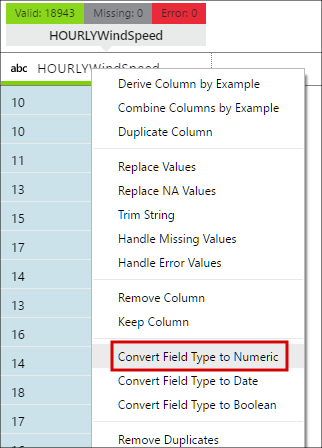 Valid: 18943 Missing: 0 Error: 0
HOURLYWindSpeed
abc HOURLYWindSpeed
Derive Column by Example
10
Combine Columns by Example
10
Duplicate Column
11
Replace Values
13
Replace NA Values
15
Trim String
17
Handle Missing Values
Handle Error Values
13
Remove Column
17
Keep Column
16
Convert Field Type to Numeric
14
Convert Field Type to Date
18
Convert Field Type to Boolean
17
Remove Duplicates